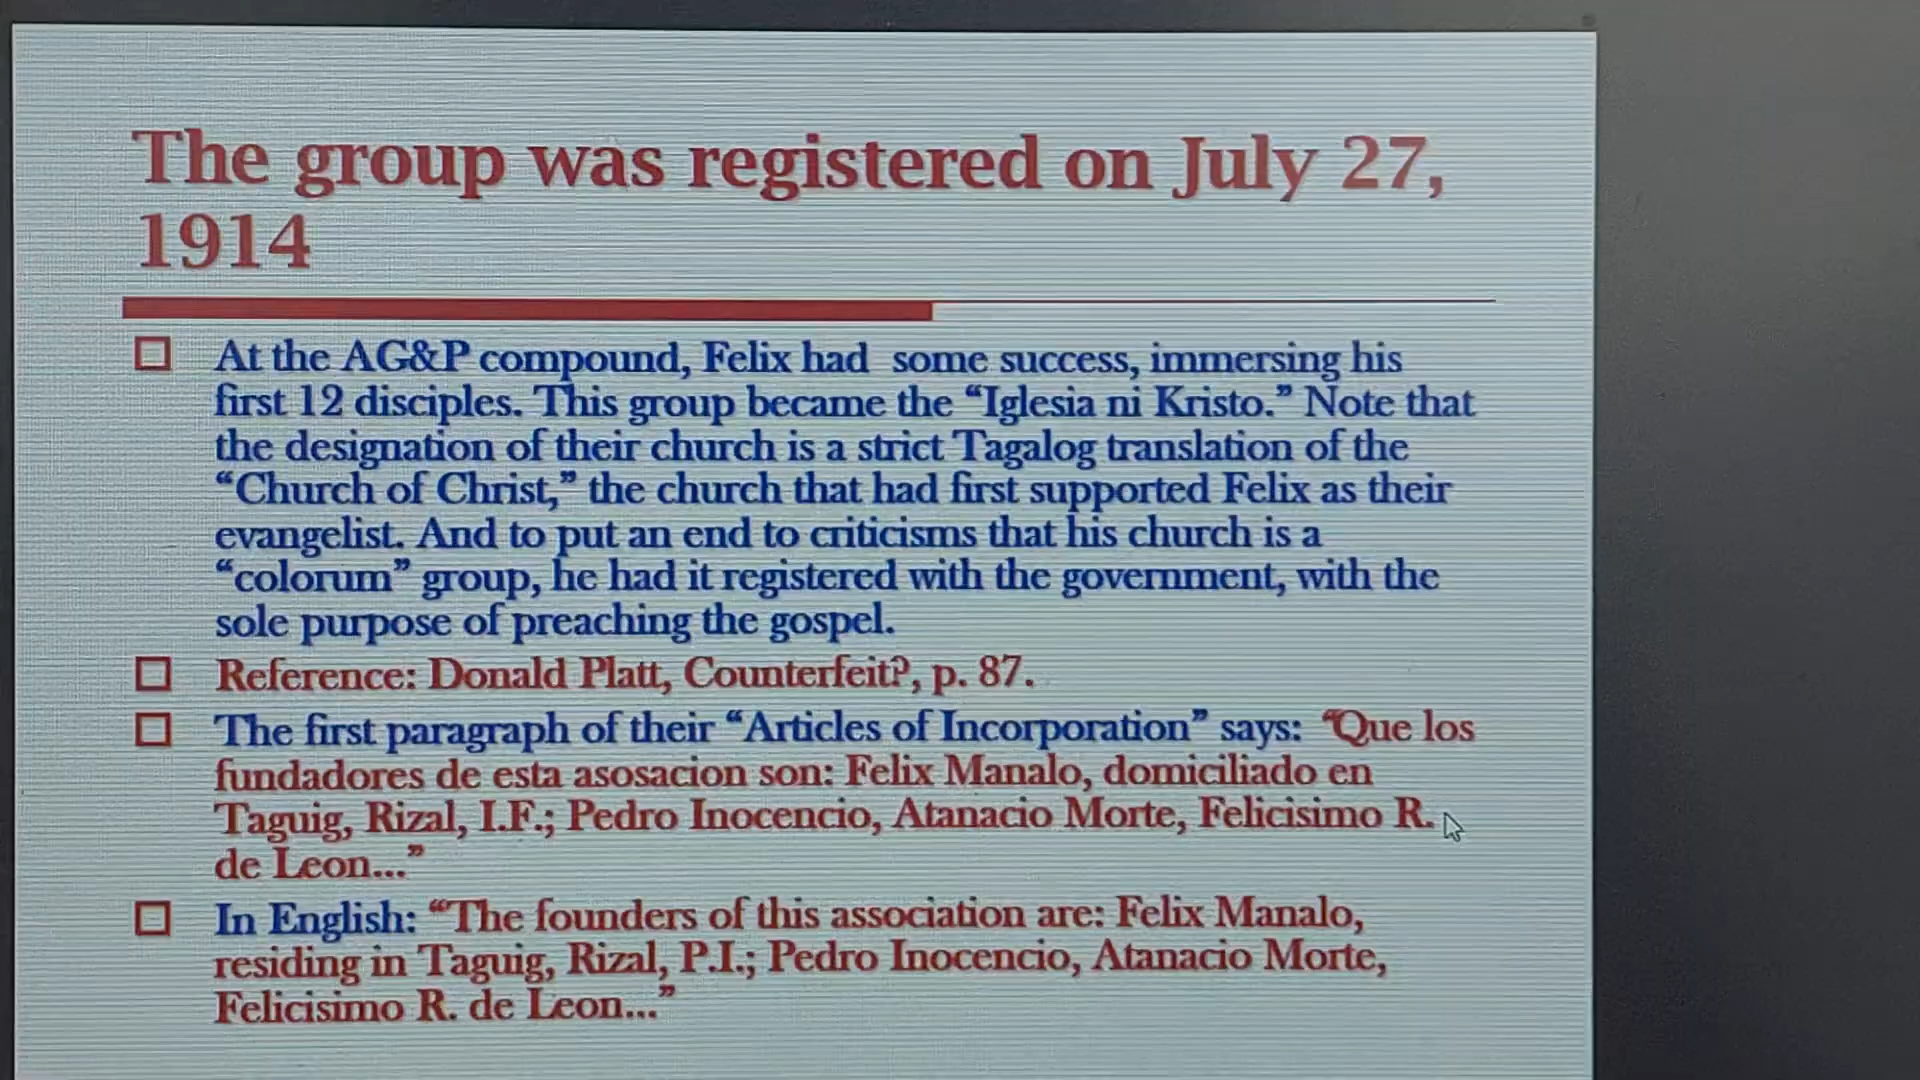 The group was registered on July 27,
1914
At the AG&P compound, Felix had some success, immersing his
first 12 disciples. This group became the “Iglesia ni Kristo.” Note that
the designation of their church is a strict Tagalog translation of the
“Church of Christ,” the church that had first supported Felix as their
evangelist. And to put an end to criticisms that his church is a
“colorum” group, he had it registered with the government, with the
sole purpose of preaching the gospel.
Reference: Donald Platt, Counterfeit?, p. 87.
The first paragraph of their “Articles of Incorporation” says: “Que los
fundadores de esta asosacion son: Felix Manalo, domiciliado en
Taguig, Rizal, I.F.; Pedro Inocencio, Atanacio Morte, Felicisimo R.
de Leon...”
In English: “The founders of this association are: Felix Manalo,
residing in Taguig, Rizal, P.I.; Pedro Inocencio, Atanacio Morte,
Felicisimo R. de Leon...”